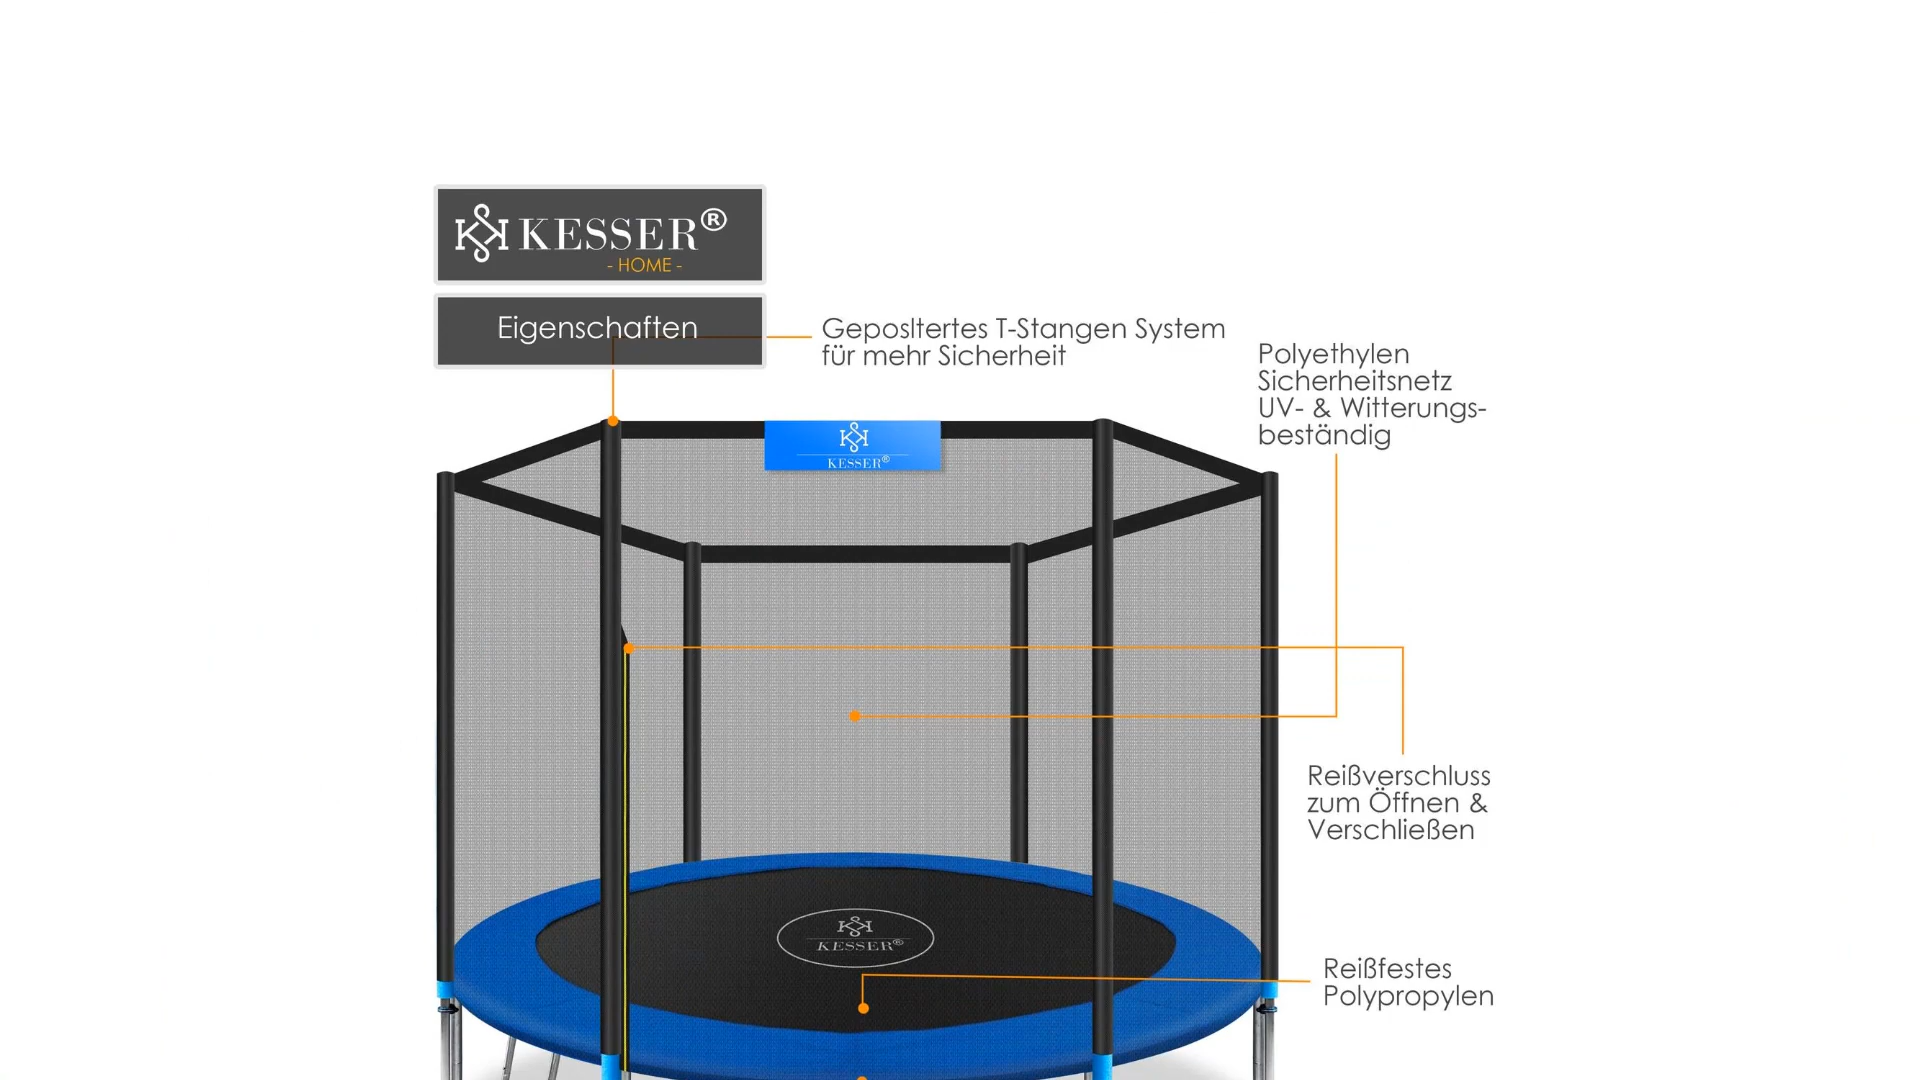 KESSER®
- HOME -
Eigenschaften
Geposltertes T-Stangen System
für mehr Sicherheit
Polyethylen
Sicherheitsnetz
UV- & Witterungs-
beständig
KESSER®
Reißverschluss
zum Öffnen &
Verschließen
KESSER®
Reißfestes
Polypropylen